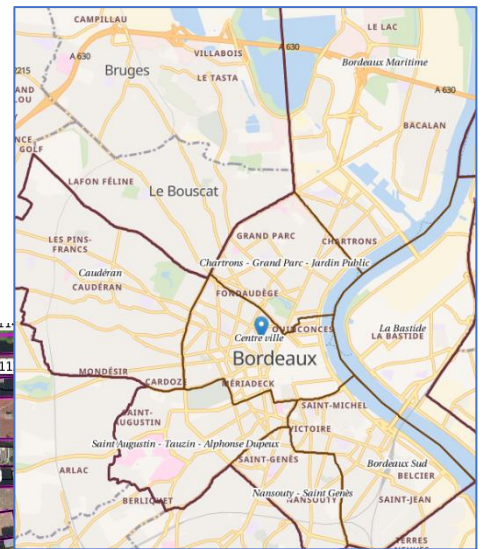 CAMPILLAU
LE LAC
VILLABOIS
A 630
A 630
Bruges
Bordeaux Maritime
LE TASTA
A 630
BACALAN
GOLF
LAFON FÉLINE
Le Bouscat
GRAND PARC
CHARTRONS
LES PINS-
FRANCS
Chartrons - Grand Parc - Jardin Public
Caudéran
CAUDÉRAN
FONDAUDÈGE
QUINCONCES
La Bastide
LA BASTIDE
Centre ville
Bordeaux
MONDÉSIR
CARDOZE
MÉRIADECK
SAINT-MICHEL
SAINT-
AUGUSTIN
VICTOIRE
Saint Augustin - Tauzin - Alphonse Dupeux
SAINT-GENÈS
ARLAC
Bordeaux Sud
BELCIER
Nansouty - Saint Genès
NANSOUTY
BERLIQUET
SAINT-JEAN
TERRES